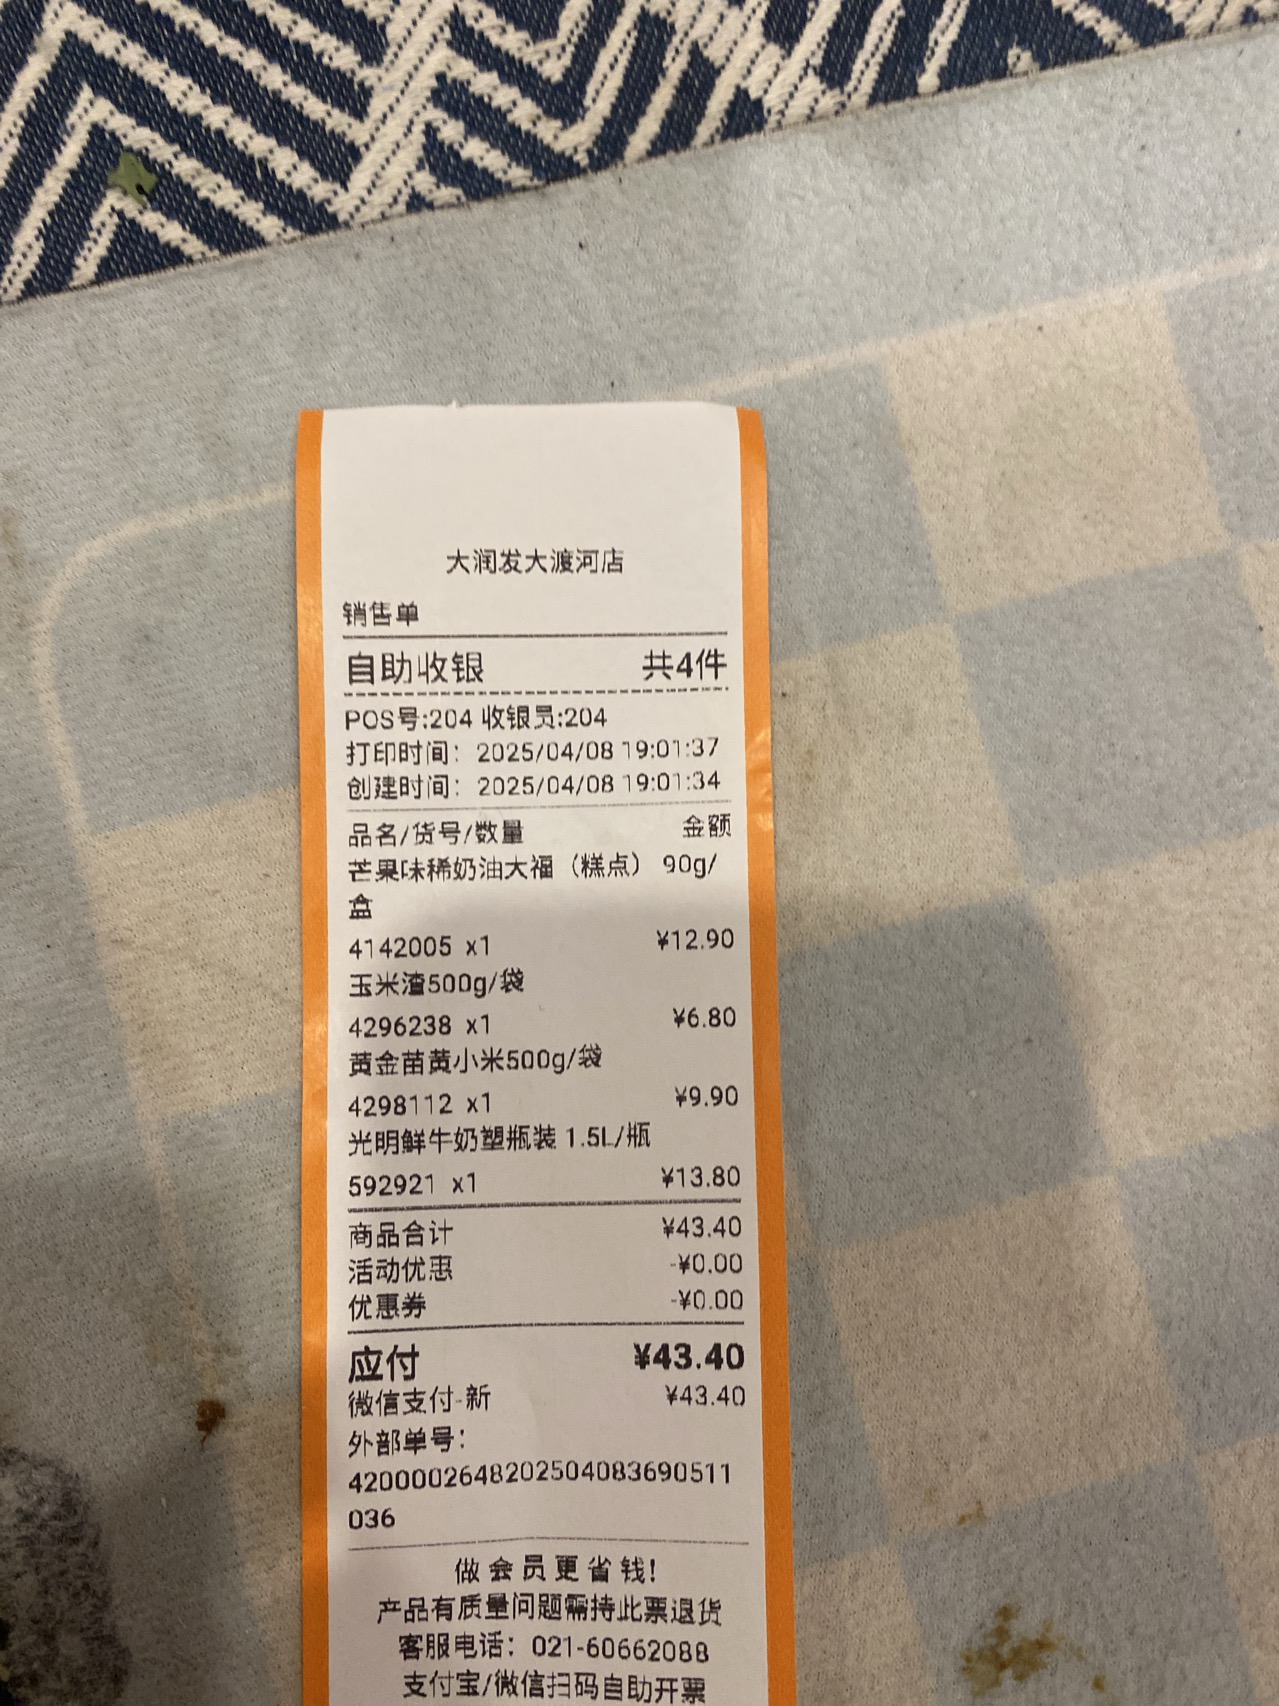 大润发大渡河店
销售单
自助收银 共4件
POS号:204 收银员:204
打印时间： 2025/04/08 19:01:37
创建时间： 2025/04/08 19:01:34
品名/货号/数量 金额
芒果味稀奶油大福（糕点） 90g/
盒
4142005 x1 ¥12.90
玉米渣500g/袋
4296238 x1 ¥6.80
黄金苗黄小米500g/袋
4298112 x1 ¥9.90
光明鲜牛奶塑瓶装 1.5L/瓶
592921 x1 ¥13.80
商品合计 ¥43.40
活动优惠 -¥0.00
优惠券 -¥0.00
应付 ¥43.40
微信支付-新 ¥43.40
外部单号：
4200002648202504083690511
036
做会员更省钱!
产品有质量问题需持此票退货
客服电话：021-60662088
支付宝/微信扫码自助开票